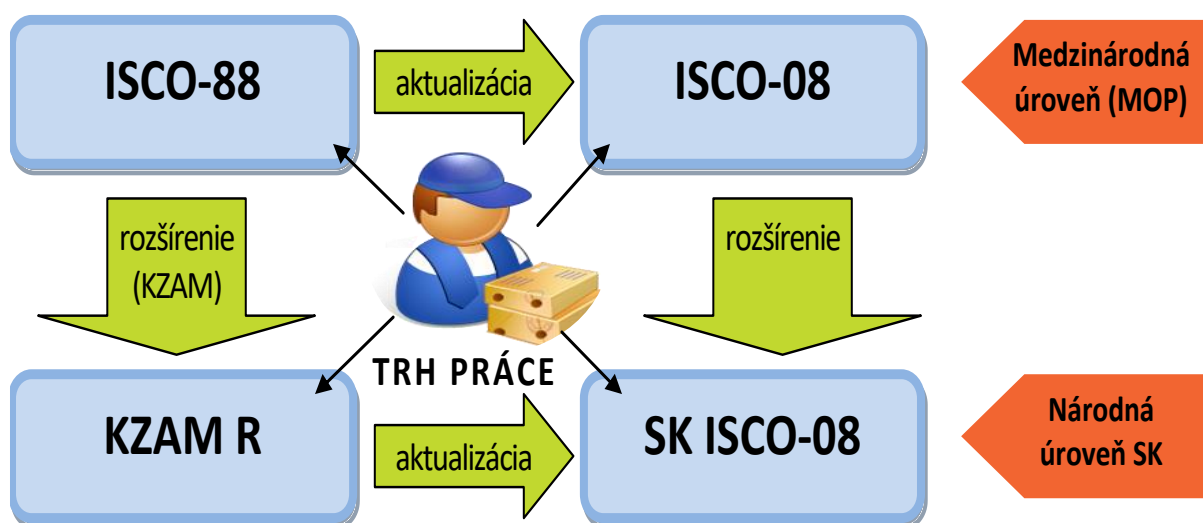 ISCO-88
aktualizácia
ISCO-08
Medzinárodná
úroveň (MOP)
rozšírenie
(KZAM)
rozšírenie
TRH PRÁCE
KZAM R
aktualizácia
SK ISCO-08
Národná
úroveň SK